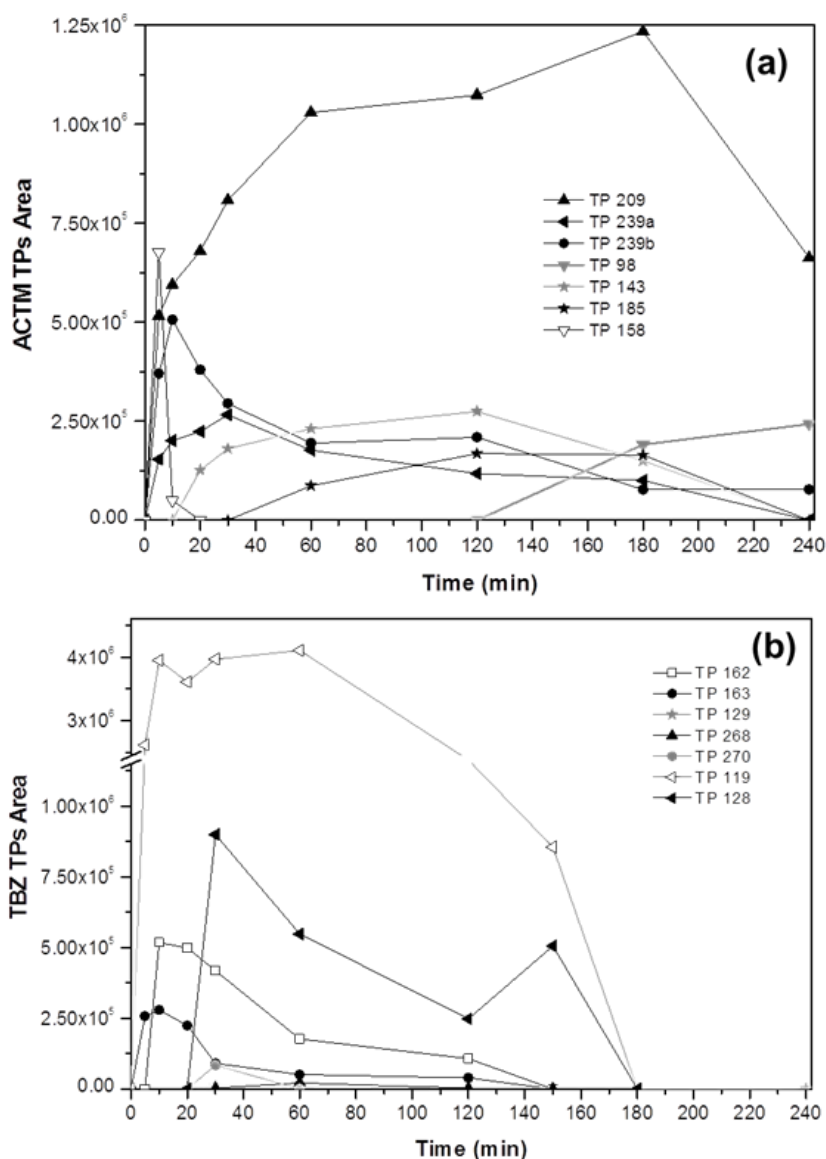 1.25x10⁶
(a)
1.00x10⁶
7.50x10⁵
5.00x10⁵
2.50x10⁵
0.00
ACTM TPs Area
TP 209
TP 239a
TP 239b
TP 98
TP 143
TP 185
TP 158
0 20 40 60 80 100 120 140 160 180 200 220 240
Time (min)
(b)
4x10⁶
3x10⁶
1.00x10⁶
7.50x10⁵
5.00x10⁵
2.50x10⁵
0.00
TBZ TPs Area
TP 162
TP 163
TP 129
TP 268
TP 270
TP 119
TP 128
0 20 40 60 80 100 120 140 160 180 200 220 240
Time (min)